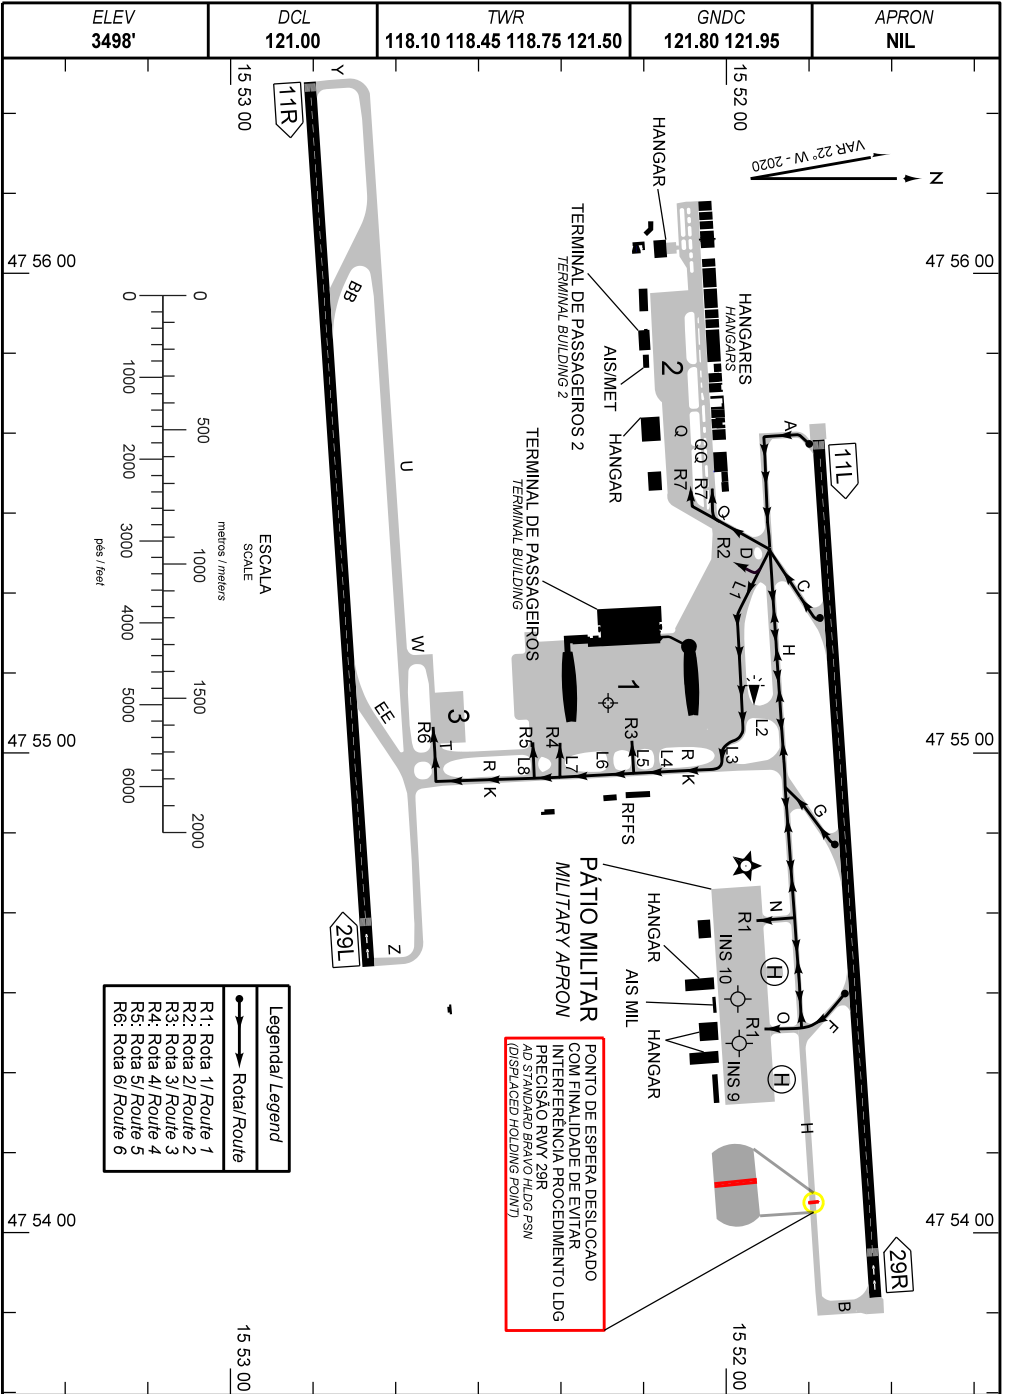 ELEV
3498'
DCL
121.00
TWR
118.10 118.45 118.75 121.50
GNDC
121.80 121.95
APRON
NIL
15 53 00
15 52 00
Y
11R
VAR 22° W - 2020
N
HANGAR
47 56 00
47 56 00
BB
TERMINAL DE PASSAGEIROS 2
TERMINAL BUILDING 2
HANGARES
HANGARS
AIS/MET
2
HANGAR
Q
QQ
R7
R7
Q
A
11L
U
TERMINAL DE PASSAGEIROS
TERMINAL BUILDING
R2
D
L1
C
H
0
500
1000
1500
2000
metros / meters
ESCALA
SCALE
0
1000
2000
3000
4000
5000
6000
pés / feet
W
EE
3
1
L2
47 55 00
47 55 00
R6
T
R
K
R5
L8
R4
L7
L6
R3
L5
L4
R
K
L3
G
RFFS
PÁTIO MILITAR
MILITARY APRON
HANGAR
AIS MIL
HANGAR
R1
N
INS 10
H
R1
O
F
INS 9
H
H
29L
Z
Legenda/ Legend
Rota/Route
R1: Rota 1/ Route 1
R2: Rota 2/ Route 2
R3: Rota 3/ Route 3
R4: Rota 4/ Route 4
R5: Rota 5/ Route 5
R6: Rota 6/ Route 6
PONTO DE ESPERA DESLOCADO
COM FINALIDADE DE EVITAR
INTERFERÊNCIA PROCEDIMENTO LDG
PRECISÃO RWY 29R
AD STANDARD BRAVO HLDG PSN
(DISPLACED HOLDING POINT)
47 54 00
47 54 00
29R
B
15 53 00
15 52 00